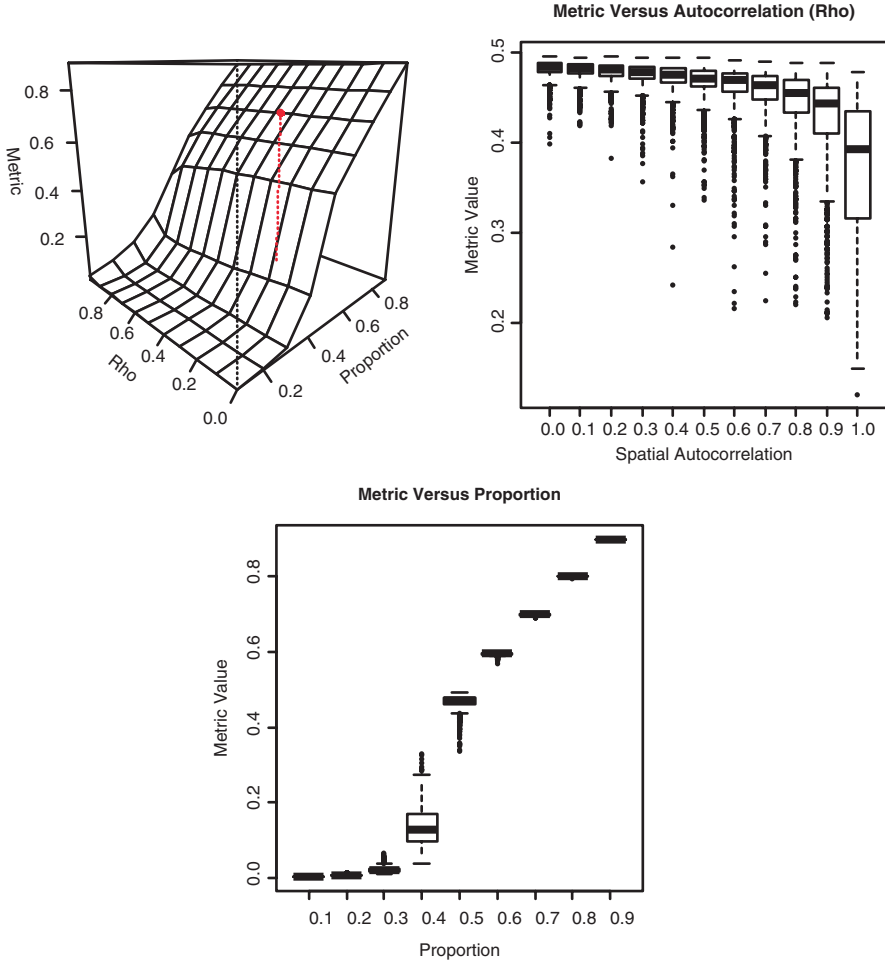 Metric
0.8
0.6
0.4
0.2
0.8
0.6
0.4
0.2
0.0
Rho
0.2
0.4
0.6
0.8
Proportion
Metric Versus Autocorrelation (Rho)
Metric Value
0.5
0.4
0.3
0.2
0.0 0.1 0.2 0.3 0.4 0.5 0.6 0.7 0.8 0.9 1.0
Spatial Autocorrelation
Metric Versus Proportion
Metric Value
0.8
0.6
0.4
0.2
0.0
0.1 0.2 0.3 0.4 0.5 0.6 0.7 0.8 0.9
Proportion